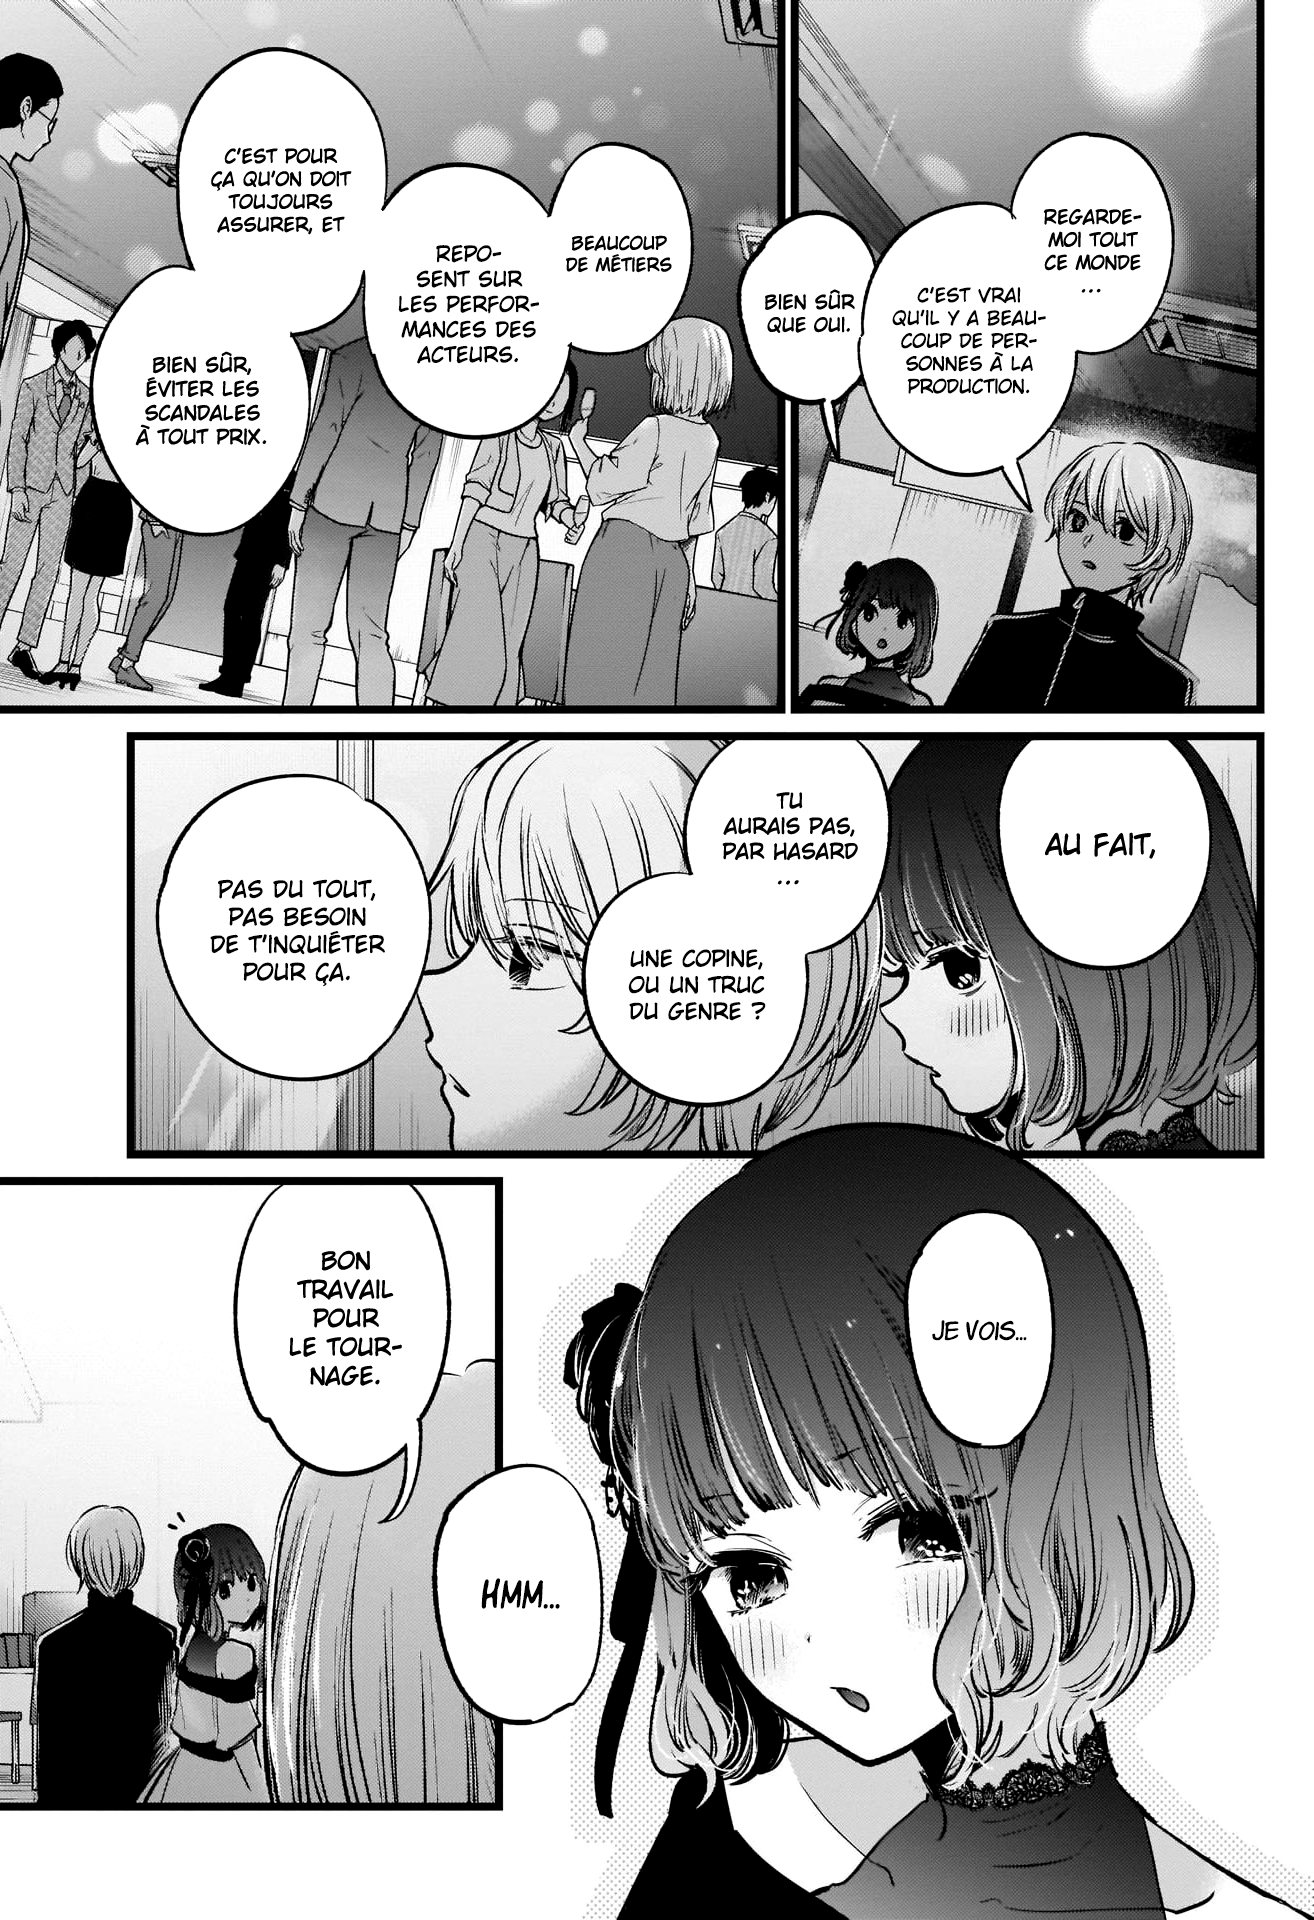 REGARDE-
MOI TOUT
CE MONDE
...
C'EST VRAI
QU'IL Y A BEAU-
COUP DE PER-
SONNES À LA
PRODUCTION.
BIEN SÛR
QUE OUI.
BEAUCOUP
DE MÉTIERS
REPO-
SENT SUR
LES PERFOR-
MANCES DES
ACTEURS.
C'EST POUR
ÇA QU'ON DOIT
TOUJOURS
ASSURER, ET
BIEN SÛR,
ÉVITER LES
SCANDALES
À TOUT PRIX.
AU FAIT,
TU
AURAIS PAS,
PAR HASARD
...
UNE COPINE,
OU UN TRUC
DU GENRE ?
PAS DU TOUT,
PAS BESOIN
DE T'INQUIÉTER
POUR ÇA.
JE VOIS...
HMM...
BON
TRAVAIL
POUR
LE TOUR-
NAGE.